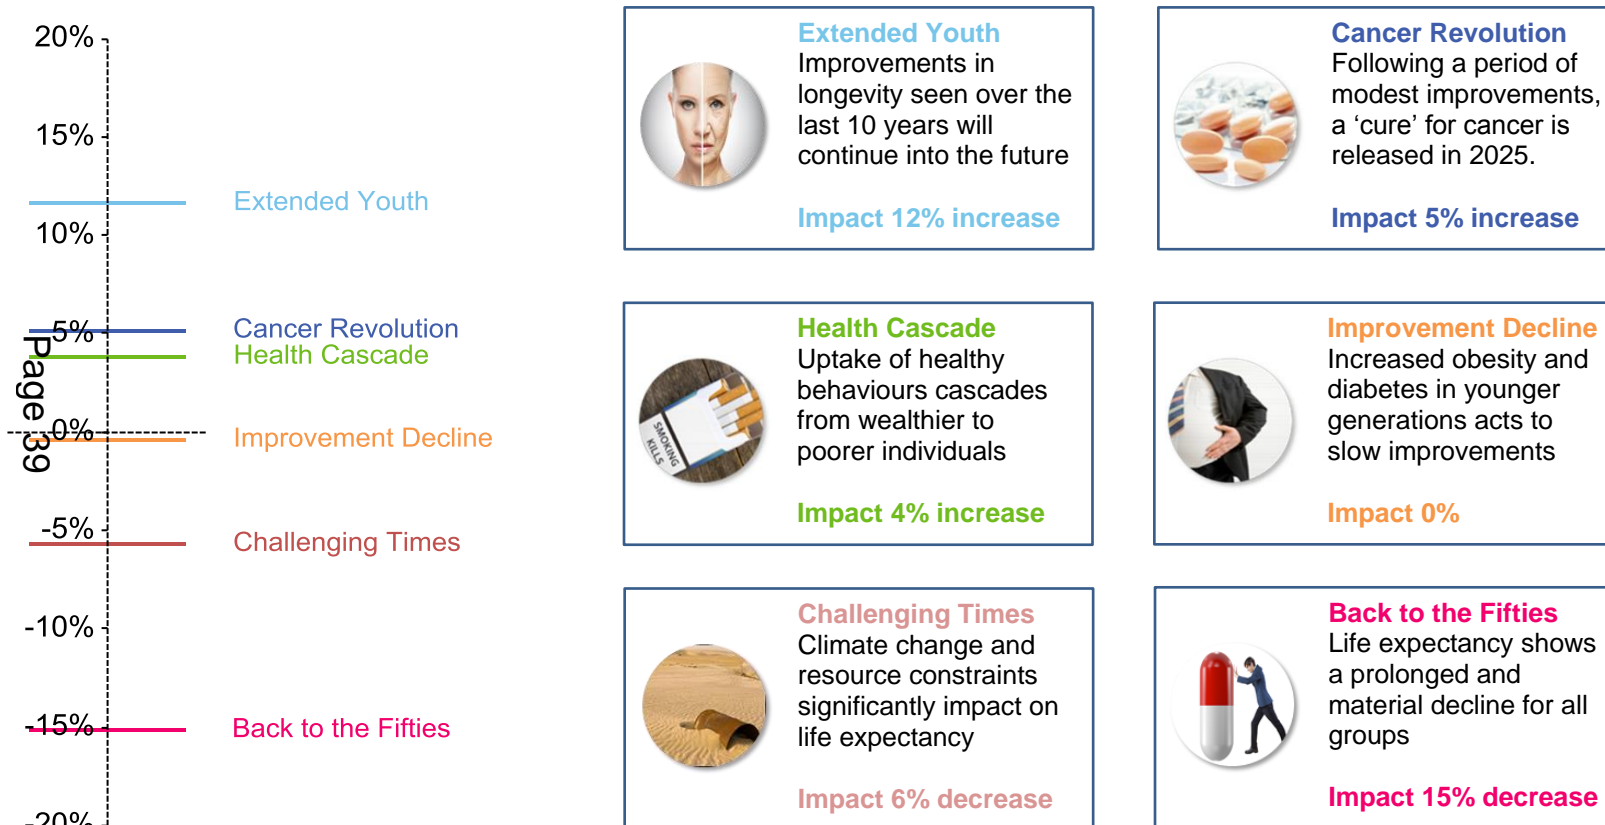 20%
15%
10%
5%
0%
-5%
-10%
-15%
-20%
Page 39
Extended Youth
Cancer Revolution
Health Cascade
Improvement Decline
Challenging Times
Back to the Fifties
Extended Youth
Improvements in
longevity seen over the
last 10 years will
continue into the future
Impact 12% increase
Cancer Revolution
Following a period of
modest improvements,
a ‘cure’ for cancer is
released in 2025.
Impact 5% increase
SMOKING
KILLS
Health Cascade
Uptake of healthy
behaviours cascades
from wealthier to
poorer individuals
Impact 4% increase
Improvement Decline
Increased obesity and
diabetes in younger
generations acts to
slow improvements
Impact 0%
Challenging Times
Climate change and
resource constraints
significantly impact on
life expectancy
Impact 6% decrease
Back to the Fifties
Life expectancy shows
a prolonged and
material decline for all
groups
Impact 15% decrease